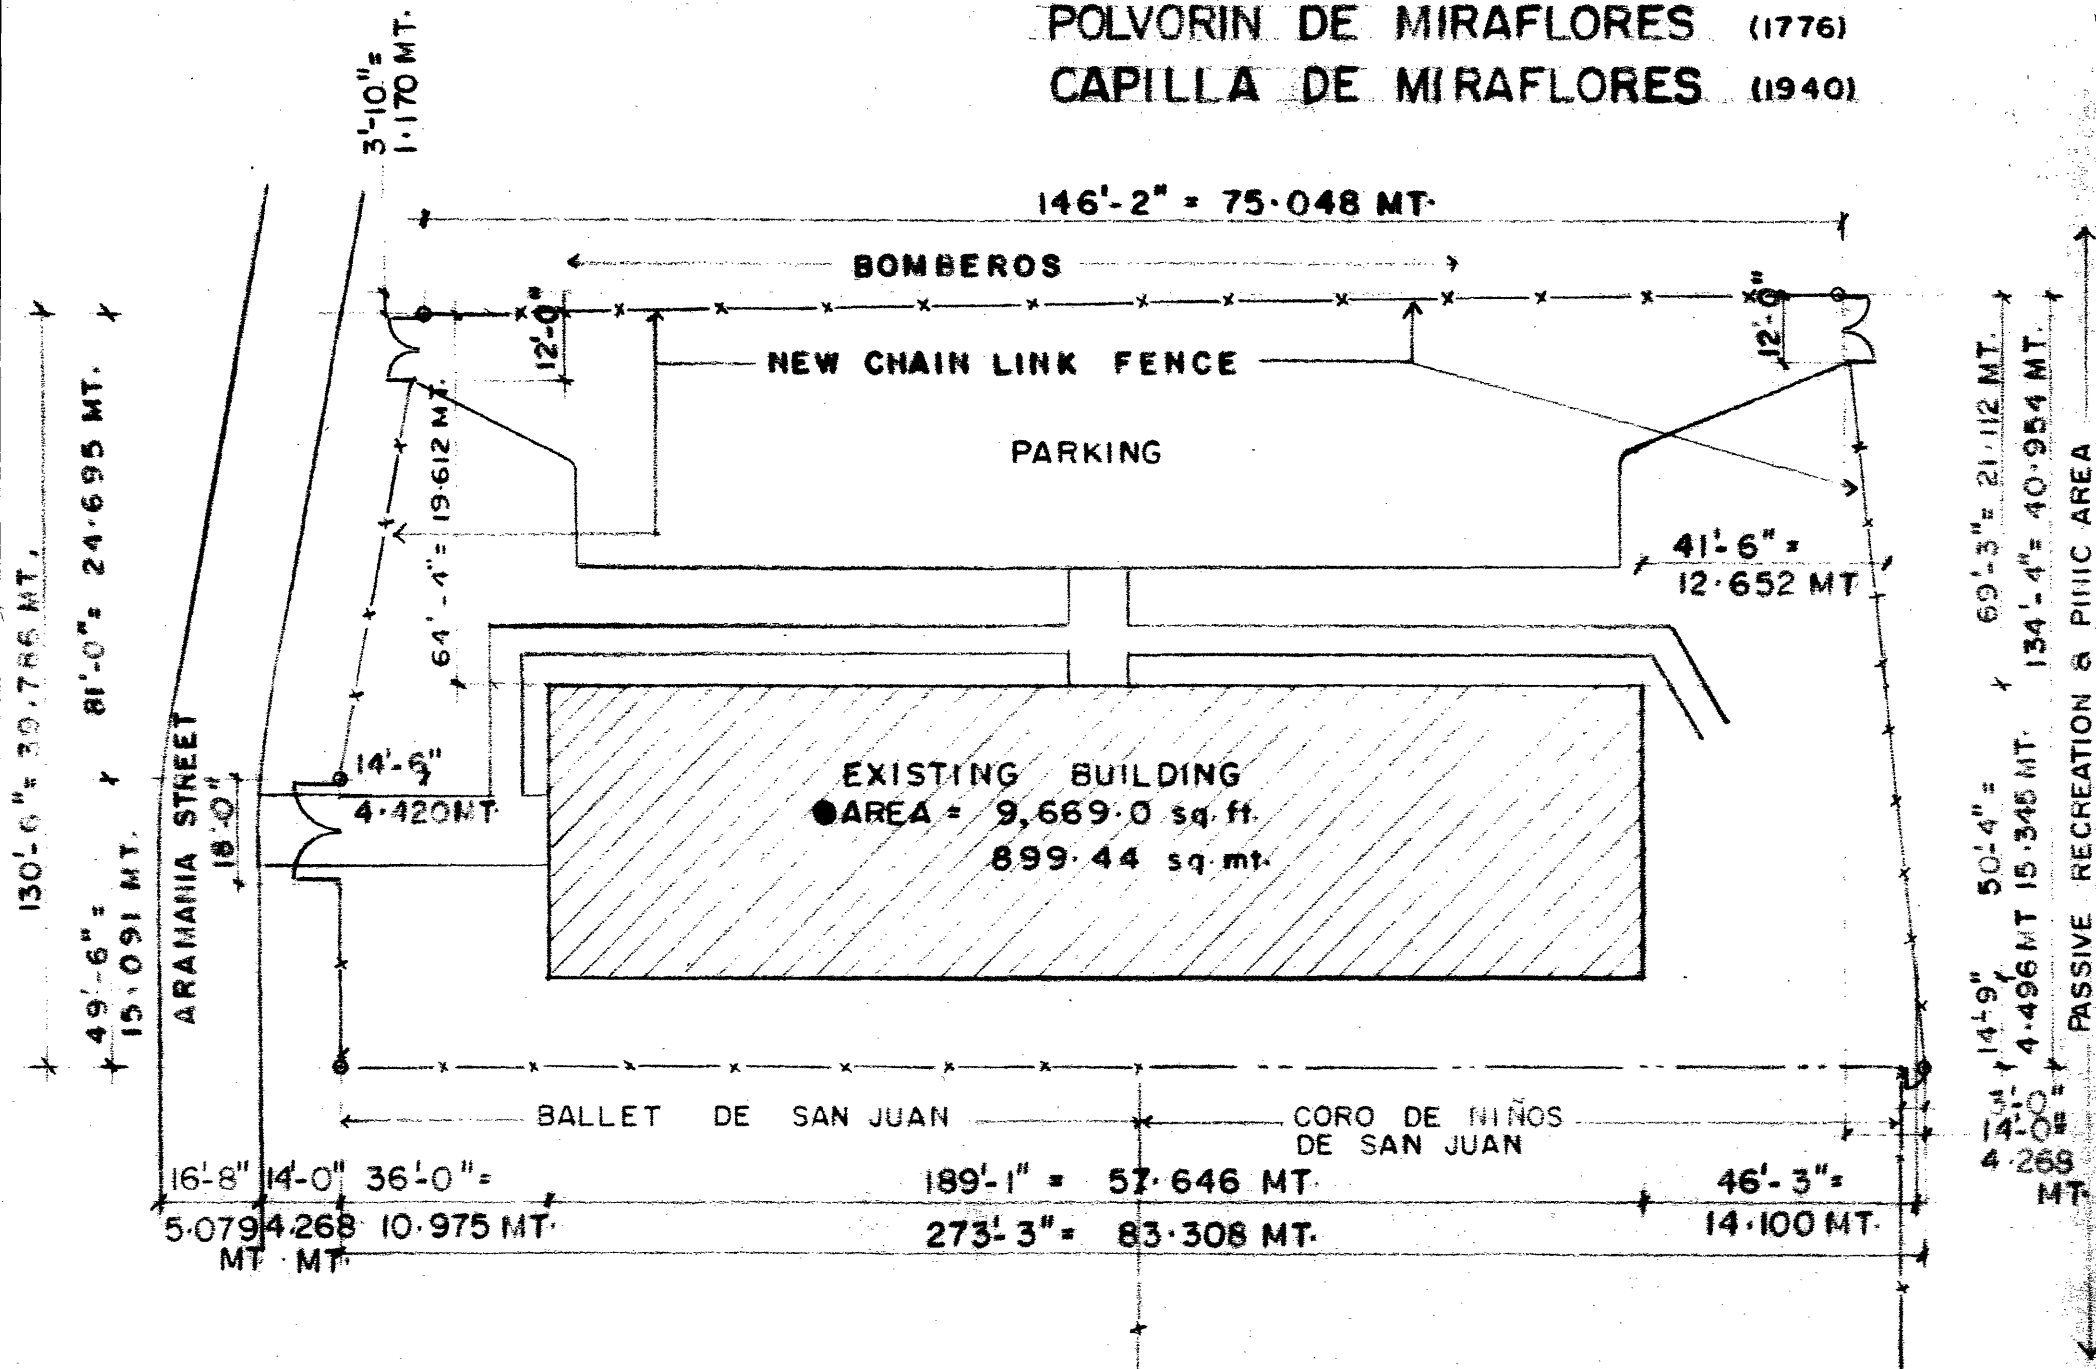 POLVORIN DE MIRAFLORES (1776)
CAPILLA DE MIRAFLORES (1940)
3'-10"=
1·170 MT.
146'-2" = 75·048 MT.
BOMBEROS
12'-0"
12'-0"
NEW CHAIN LINK FENCE
PARKING
64'-4"= 19·612 MT.
41'-6" =
12·652 MT
130'-6"= 39,786 MT.
81'-0"= 24·695 MT.
49'-6" =
15·091 MT.
ARAMANIA STREET
18'-0"
14'-6"
4·420MT.
EXISTING BUILDING
AREA = 9,669·0 sq.ft.
899·44 sq.mt.
69'-3"= 21·112 MT.
134'-4"= 40·954 MT.
50'-4" =
15·345 MT.
14'-9"
4·496MT
PASSIVE RECREATION & PINIC AREA
14'-0"=
4·268
MT.
BALLET DE SAN JUAN
CORO DE NIÑOS
DE SAN JUAN
16'-8" 14'-0" 36'-0"=
189'-1" = 57·646 MT.
46'-3"=
5·079 4.268 10·975 MT.
MT MT.
273'-3"= 83·308 MT.
14·100 MT.